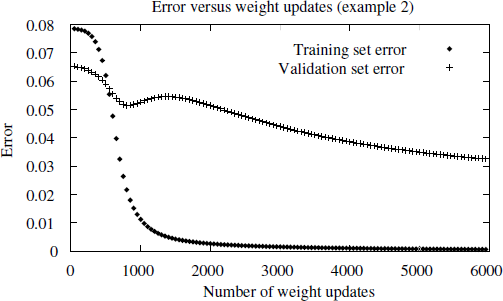 Error versus weight updates (example 2)
0.08
0.07
0.06
0.05
0.04
0.03
0.02
0.01
0
Error
Training set error
Validation set error
0 1000 2000 3000 4000 5000 6000
Number of weight updates